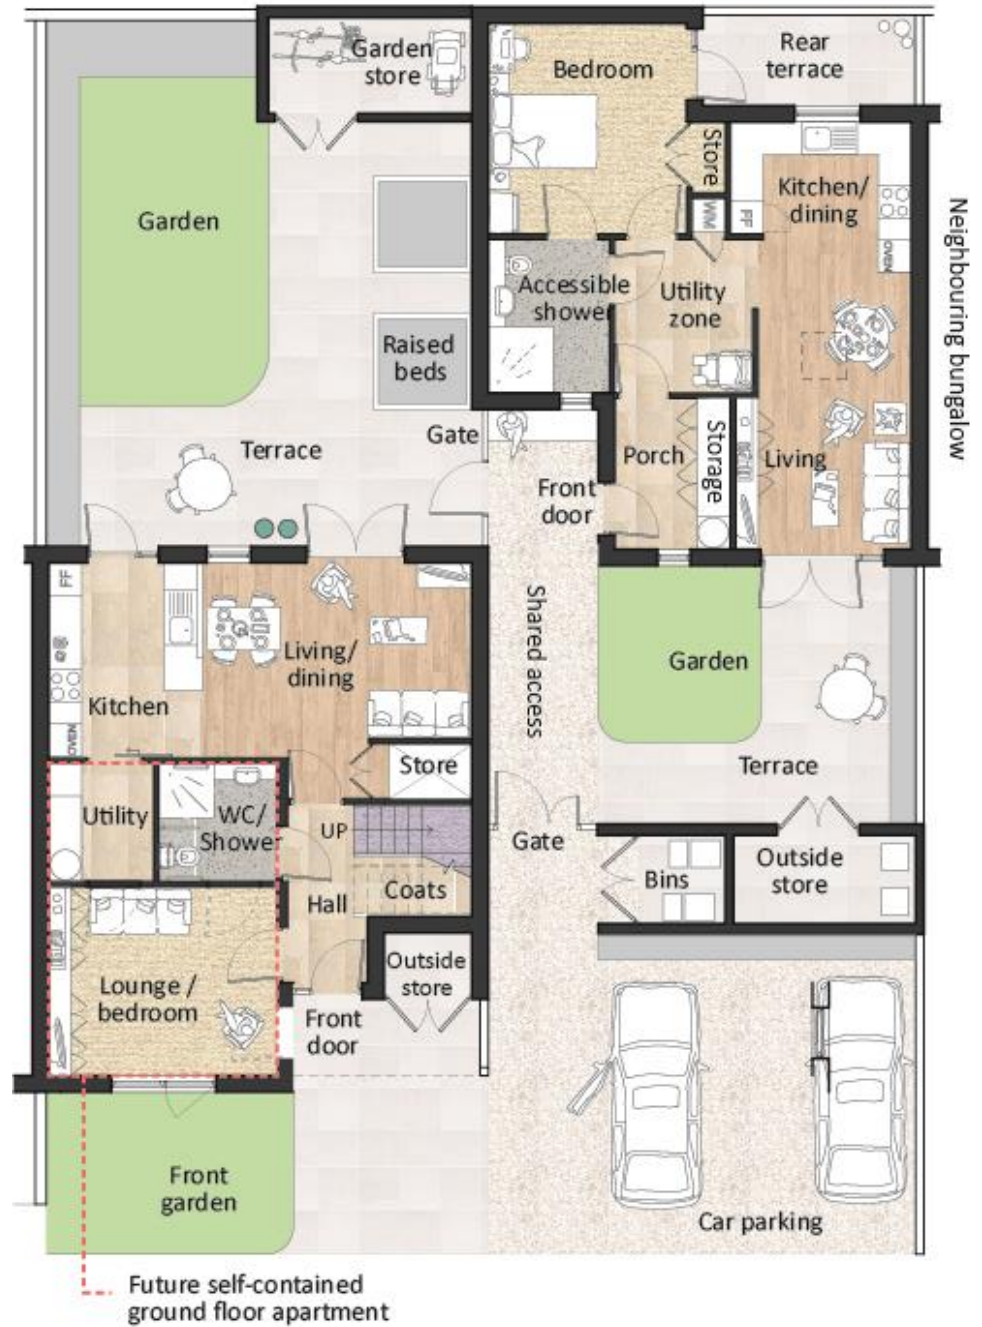 Garden
store
Bedroom
Rear
terrace
Store
Kitchen/
dining
Garden
WM
FF
OVEN
Neighbouring bungalow
Accessible
shower
Utility
zone
Raised
beds
Terrace
Gate
Porch
Storage
Living
Front
door
FF
Shared access
Living/
dining
Garden
Kitchen
OVEN
Store
Terrace
Utility
WC/
Shower
UP
Gate
Coats
Hall
Bins
Outside
store
Lounge /
bedroom
Outside
store
Front
door
Front
garden
Car parking
Future self-contained
ground floor apartment